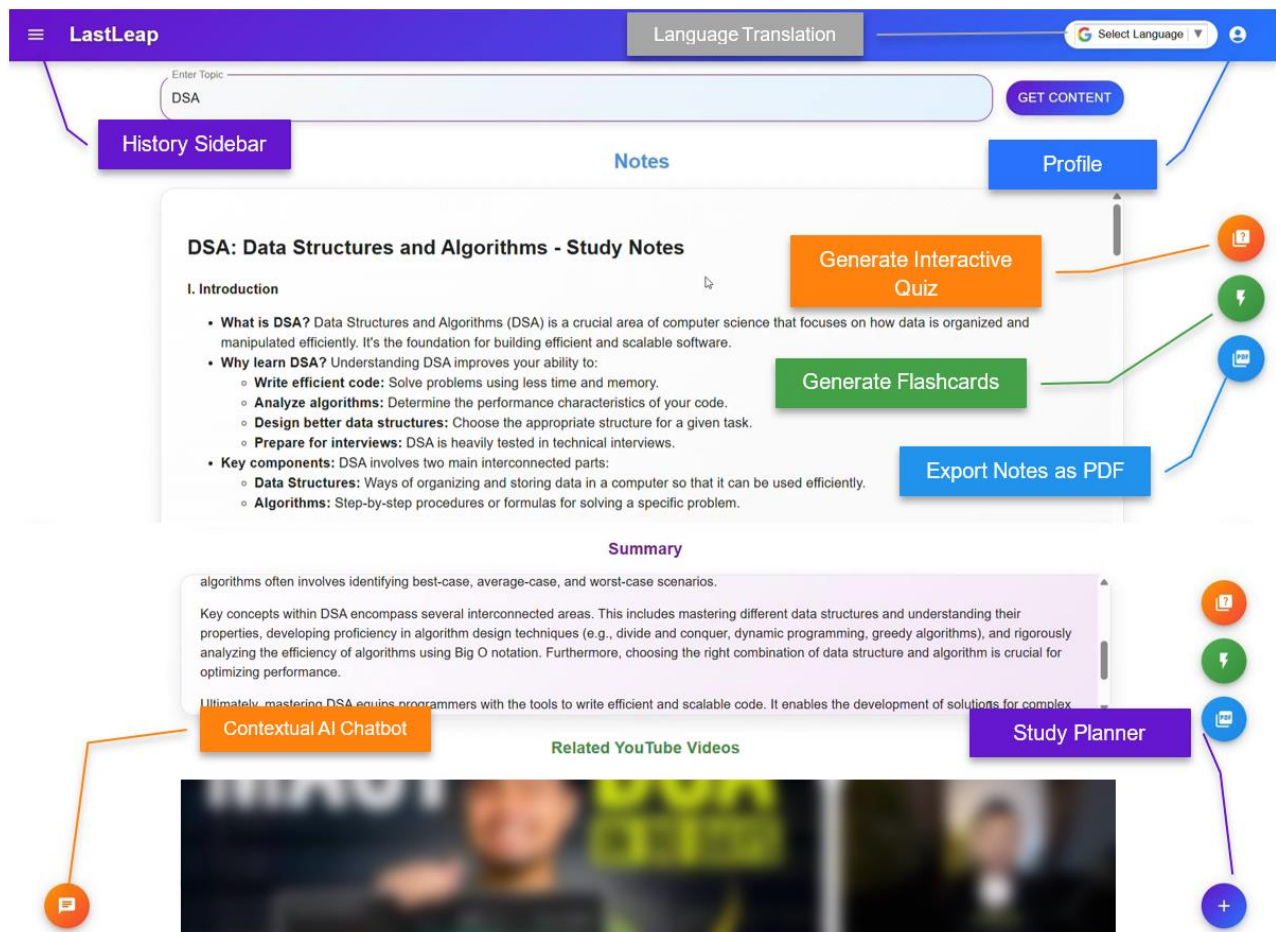 LastLeap
Language Translation
Select Language
Enter Topic
DSA
GET CONTENT
History Sidebar
Notes
Profile
DSA: Data Structures and Algorithms - Study Notes
Generate Interactive
Quiz
I. Introduction
• What is DSA? Data Structures and Algorithms (DSA) is a crucial area of computer science that focuses on how data is organized and
manipulated efficiently. It's the foundation for building efficient and scalable software.
• Why learn DSA? Understanding DSA improves your ability to:
◦ Write efficient code: Solve problems using less time and memory.
◦ Analyze algorithms: Determine the performance characteristics of your code.
◦ Design better data structures: Choose the appropriate structure for a given task.
◦ Prepare for interviews: DSA is heavily tested in technical interviews.
Generate Flashcards
PDF
• Key components: DSA involves two main interconnected parts:
◦ Data Structures: Ways of organizing and storing data in a computer so that it can be used efficiently.
◦ Algorithms: Step-by-step procedures or formulas for solving a specific problem.
Export Notes as PDF
Summary
algorithms often involves identifying best-case, average-case, and worst-case scenarios.
Key concepts within DSA encompass several interconnected areas. This includes mastering different data structures and understanding their
properties, developing proficiency in algorithm design techniques (e.g., divide and conquer, dynamic programming, greedy algorithms), and rigorously
analyzing the efficiency of algorithms using Big O notation. Furthermore, choosing the right combination of data structure and algorithm is crucial for
optimizing performance.
Ultimately, mastering DSA equips programmers with the tools to write efficient and scalable code. It enables the development of solutions for complex
Contextual AI Chatbot
PDF
Study Planner
Related YouTube Videos